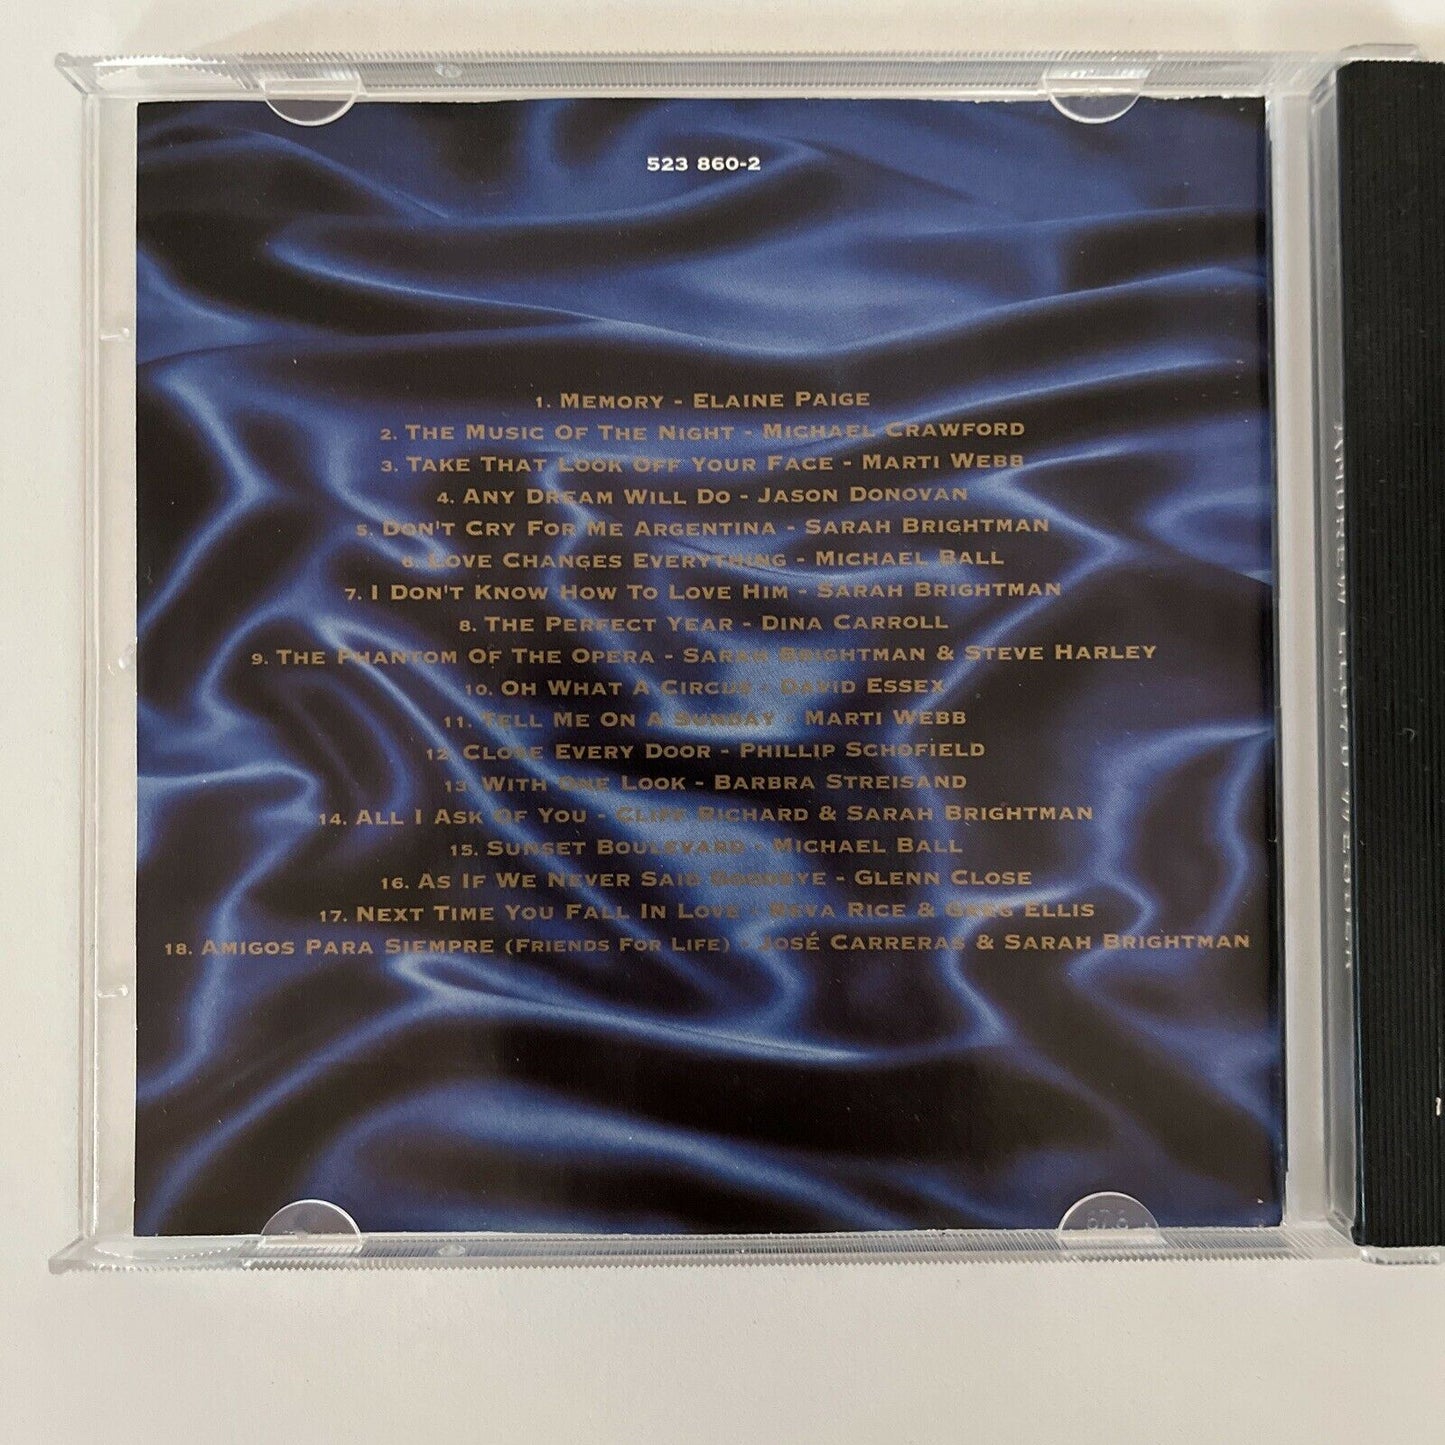 523 860-2
1. MEMORY - ELAINE PAIGE
2. THE MUSIC OF THE NIGHT - MICHAEL CRAWFORD
3. TAKE THAT LOOK OFF YOUR FACE - MARTI WEBB
4. ANY DREAM WILL DO - JASON DONOVAN
5. DON'T CRY FOR ME ARGENTINA - SARAH BRIGHTMAN
6. LOVE CHANGES EVERYTHING - MICHAEL BALL
7. I DON'T KNOW HOW TO LOVE HIM - SARAH BRIGHTMAN
8. THE PERFECT YEAR - DINA CARROLL
9. THE PHANTOM OF THE OPERA - SARAH BRIGHTMAN & STEVE HARLEY
10. OH WHAT A CIRCUS - DAVID ESSEX
11. TELL ME ON A SUNDAY - MARTI WEBB
12 CLOSE EVERY DOOR - PHILLIP SCHOFIELD
13 WITH ONE LOOK - BARBRA STREISAND
14. ALL I ASK OF YOU - CLIFF RICHARD & SARAH BRIGHTMAN
15. SUNSET BOULEVARD - MICHAEL BALL
16. AS IF WE NEVER SAID GOODBYE - GLENN CLOSE
17. NEXT TIME YOU FALL IN LOVE - REVA RICE & GREG ELLIS
18. AMIGOS PARA SIEMPRE (FRIENDS FOR LIFE) - JOSÉ CARRERAS & SARAH BRIGHTMAN
ANDREW LLOYD WEBBER